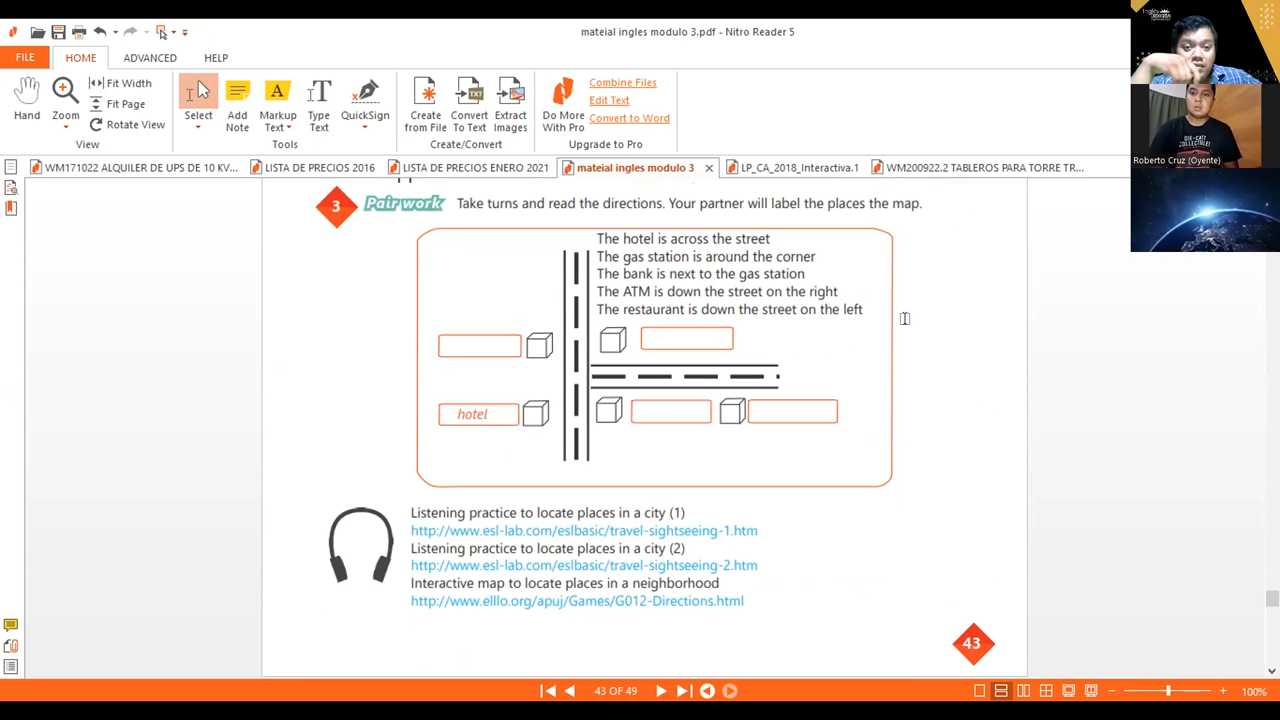 mateial ingles modulo 3.pdf - Nitro Reader 5
FILE
HOME
ADVANCED
HELP
Hand
Zoom
Fit Width
Fit Page
Rotate View
View
Select
Add Note
Markup Text
Type Text
QuickSign
Tools
Create from File
Convert To Text
Extract Images
Create/Convert
Do More With Pro
Combine Files
Edit Text
Convert to Word
Upgrade to Pro
WM171022 ALQUILER DE UPS DE 10 KV...
LISTA DE PRECIOS 2016
LISTA DE PRECIOS ENERO 2021
mateial ingles modulo 3
LP_CA_2018_Interactiva.1
WM200922.2 TABLEROS PARA TORRE TR...
Roberto Cruz (Oyente)
3
Pair work
Take turns and read the directions. Your partner will label the places the map.
The hotel is across the street
The gas station is around the corner
The bank is next to the gas station
The ATM is down the street on the right
The restaurant is down the street on the left
hotel
Listening practice to locate places in a city (1)
http://www.esl-lab.com/eslbasic/travel-sightseeing-1.htm
Listening practice to locate places in a city (2)
http://www.esl-lab.com/eslbasic/travel-sightseeing-2.htm
Interactive map to locate places in a neighborhood
http://www.elllo.org/apuj/Games/G012-Directions.html
43
43 OF 49
100%